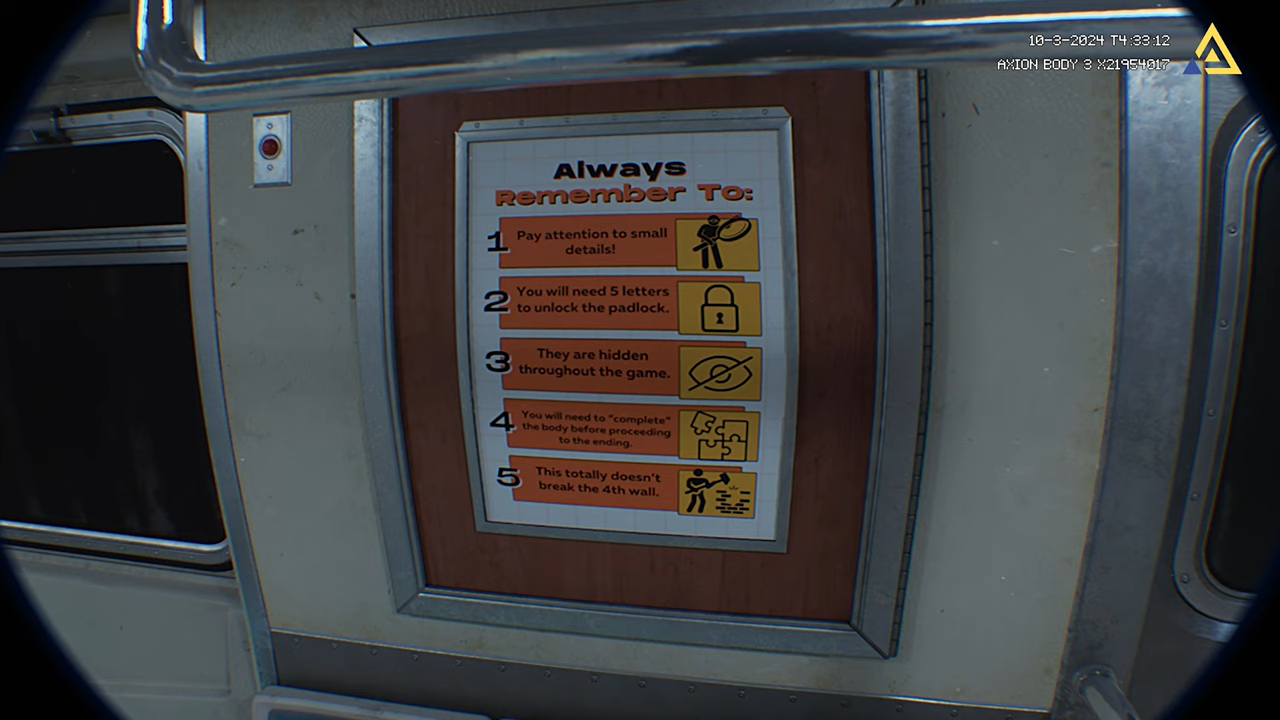 10-3-2024 T4:33:12
AXION BODY 3 X21954017
Always
Remember To:
1
Pay attention to small
details!
2
You will need 5 letters
to unlock the padlock.
3
They are hidden
throughout the game.
4
You will need to "complete"
the body before proceeding
to the ending.
5
This totally doesn't
break the 4th wall.